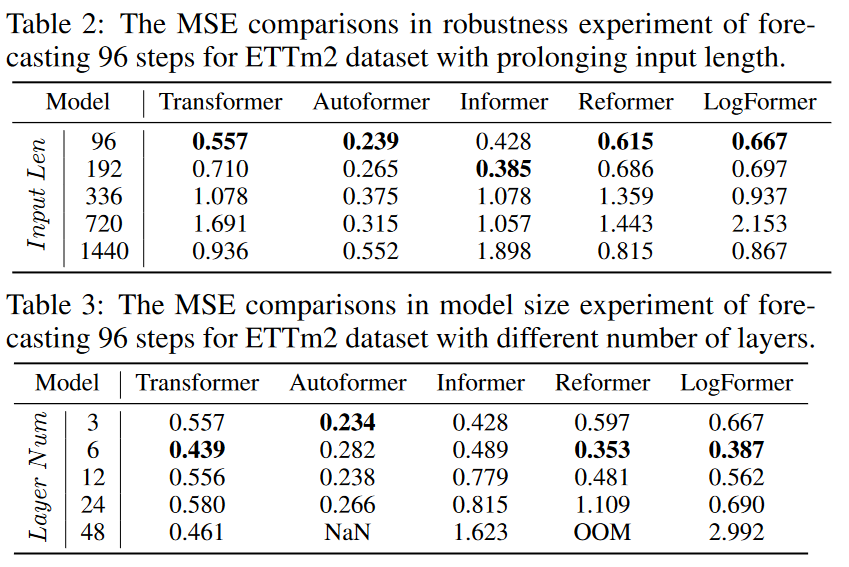 Table 2: The MSE comparisons in robustness experiment of fore-
casting 96 steps for ETTm2 dataset with prolonging input length.
Model Transformer Autoformer Informer Reformer LogFormer
Input Len
96 0.557 0.239 0.428 0.615 0.667
192 0.710 0.265 0.385 0.686 0.697
336 1.078 0.375 1.078 1.359 0.937
720 1.691 0.315 1.057 1.443 2.153
1440 0.936 0.552 1.898 0.815 0.867
Table 3: The MSE comparisons in model size experiment of fore-
casting 96 steps for ETTm2 dataset with different number of layers.
Model Transformer Autoformer Informer Reformer LogFormer
Layer Num
3 0.557 0.234 0.428 0.597 0.667
6 0.439 0.282 0.489 0.353 0.387
12 0.556 0.238 0.779 0.481 0.562
24 0.580 0.266 0.815 1.109 0.690
48 0.461 NaN 1.623 OOM 2.992